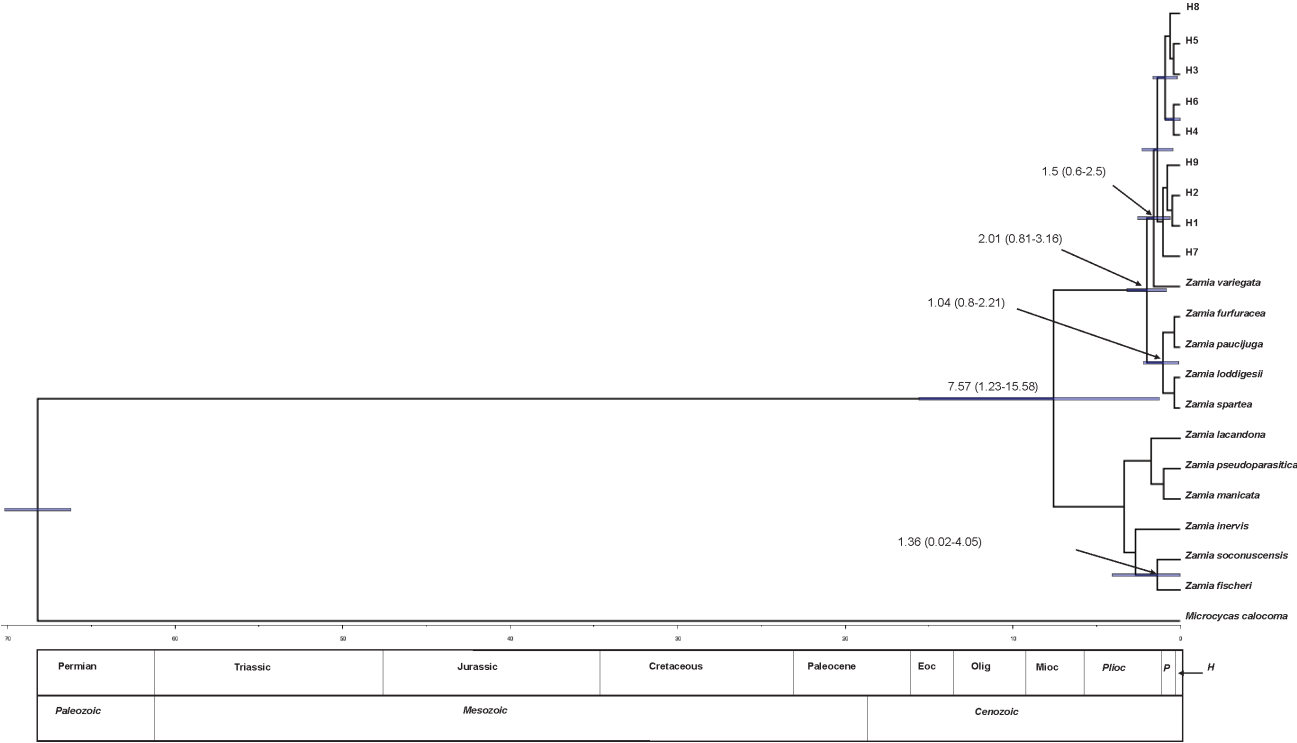 H8
H5
H3
H6
H4
H9
1.5 (0.6-2.5)
H2
H1
2.01 (0.81-3.16)
H7
Zamia variegata
1.04 (0.8-2.21)
Zamia furfuracea
Zamia paucijuga
Zamia loddigesii
7.57 (1.23-15.58)
Zamia spartea
Zamia lacandona
Zamia pseudoparasitica
Zamia manicata
Zamia inervis
1.36 (0.02-4.05)
Zamia soconuscensis
Zamia fischeri
Microcycas calocoma
70 60 50 40 30 20 10 0
Permian Triassic Jurassic Cretaceous Paleocene Eoc Olig Mioc Plioc P H
Paleozoic Mesozoic Cenozoic